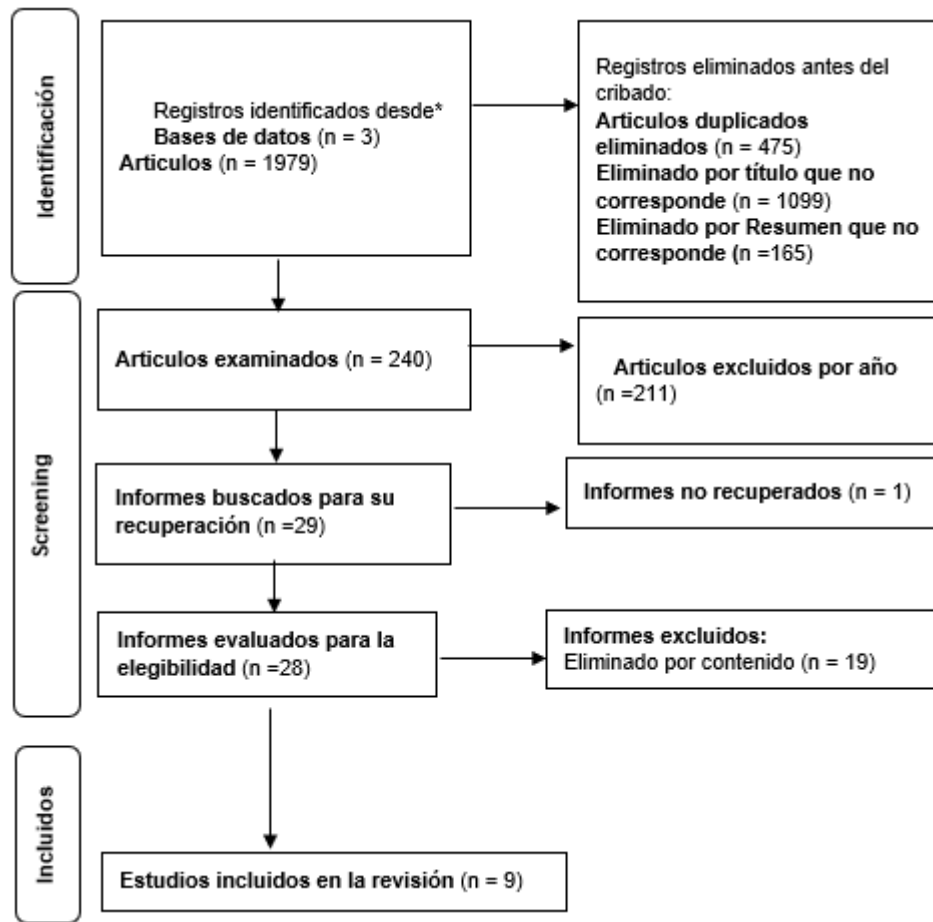 Identificación
Registros identificados desde*
Bases de datos (n = 3)
Articulos (n = 1979)
Registros eliminados antes del
cribado:
Articulos duplicados
eliminados (n = 475)
Eliminado por título que no
corresponde (n = 1099)
Eliminado por Resumen que no
corresponde (n =165)
Screening
Articulos examinados (n = 240)
Articulos excluidos por año
(n =211)
Informes buscados para su
recuperación (n =29)
Informes no recuperados (n = 1)
Informes evaluados para la
elegibilidad (n =28)
Informes excluidos:
Eliminado por contenido (n = 19)
Incluidos
Estudios incluidos en la revisión (n = 9)